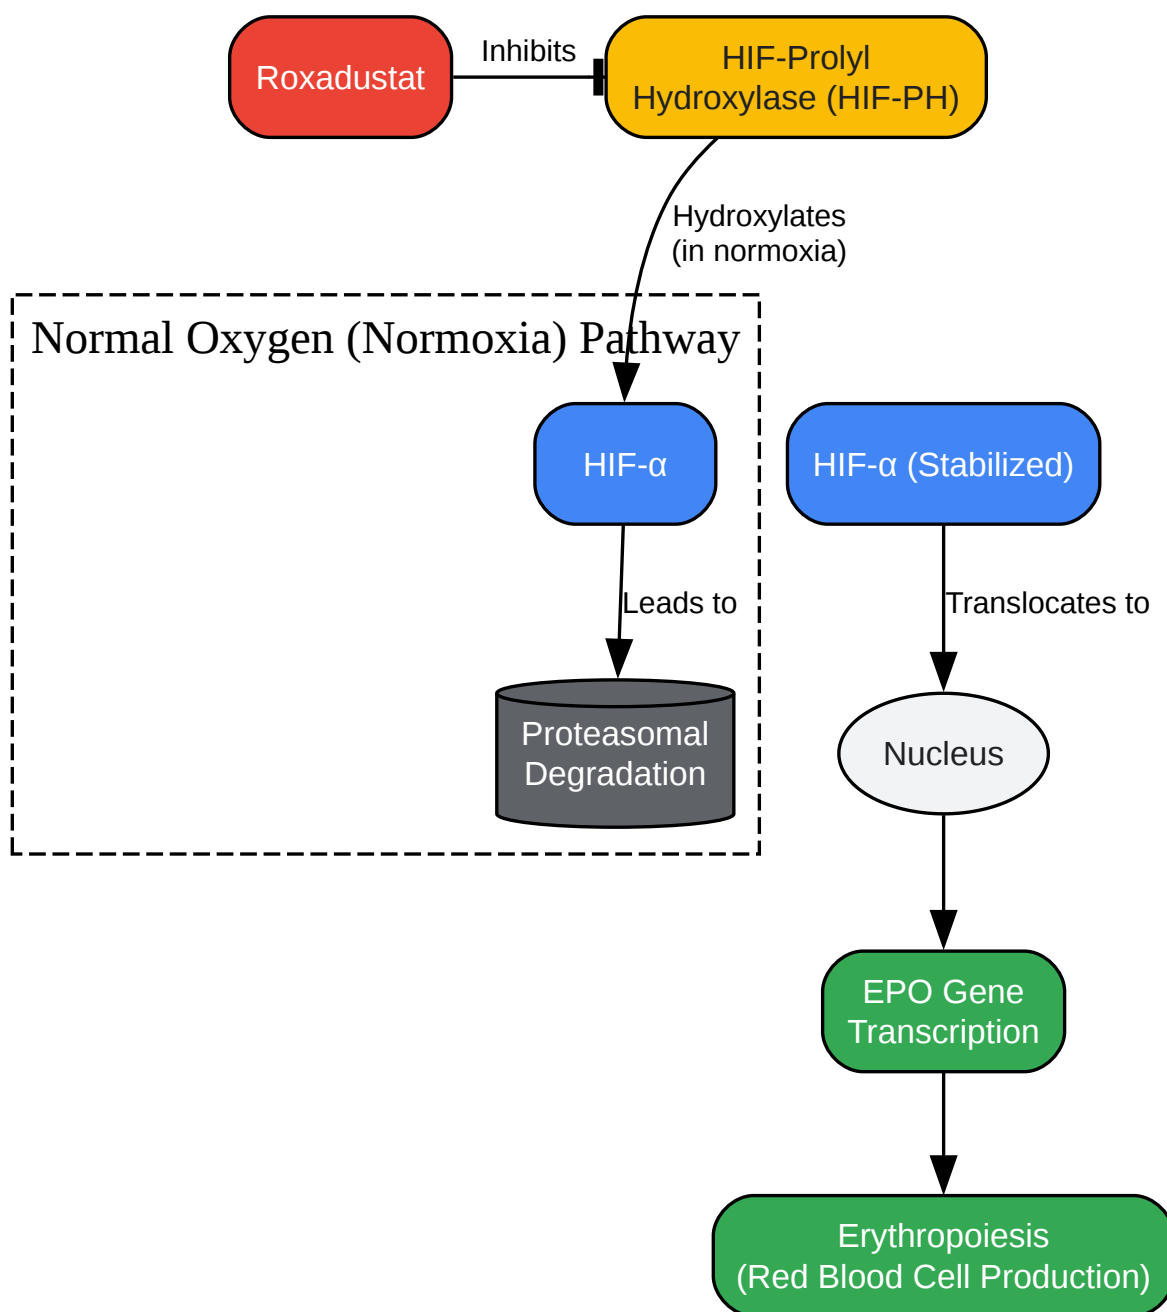 Roxadustat
Inhibits
HIF-Prolyl
Hydroxylase (HIF-PH)
Hydroxylates
(in normoxia)
Normal Oxygen (Normoxia) Pathway
HIF-α
HIF-α (Stabilized)
Leads to
Translocates to
Proteasomal
Degradation
Nucleus
EPO Gene
Transcription
Erythropoiesis
(Red Blood Cell Production)